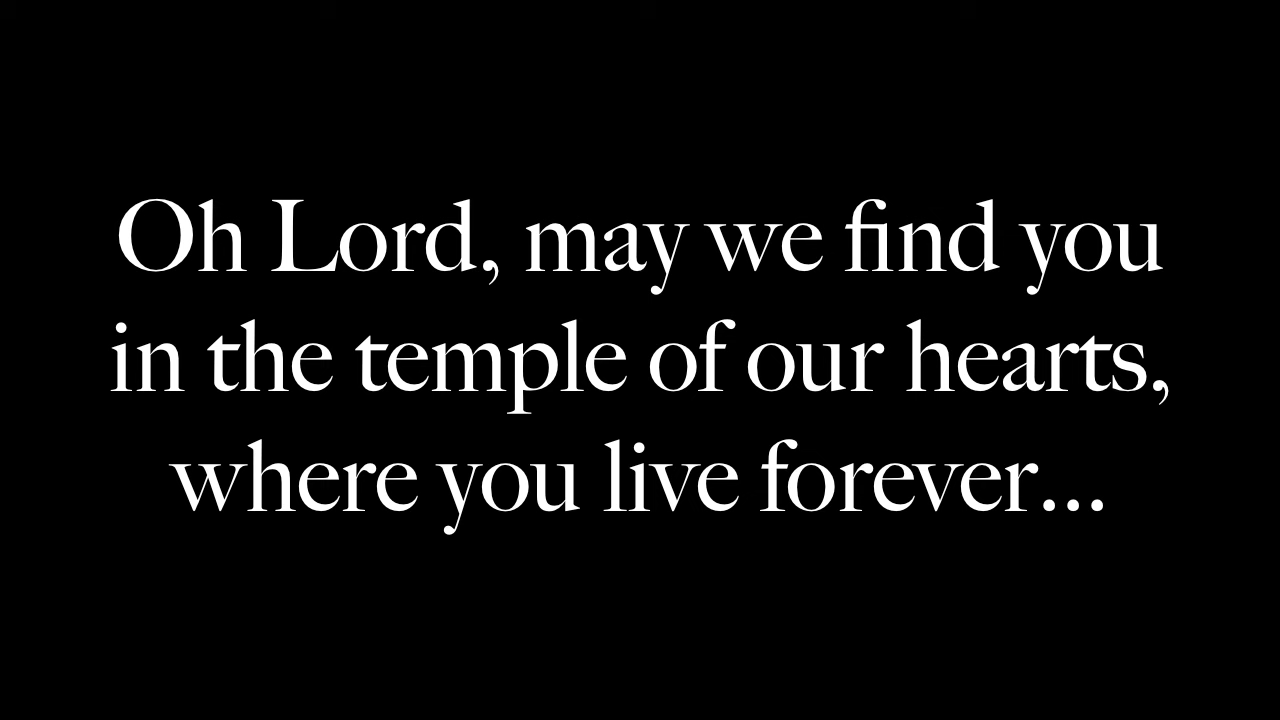 Oh Lord, may we find you
in the temple of our hearts,
where you live forever...